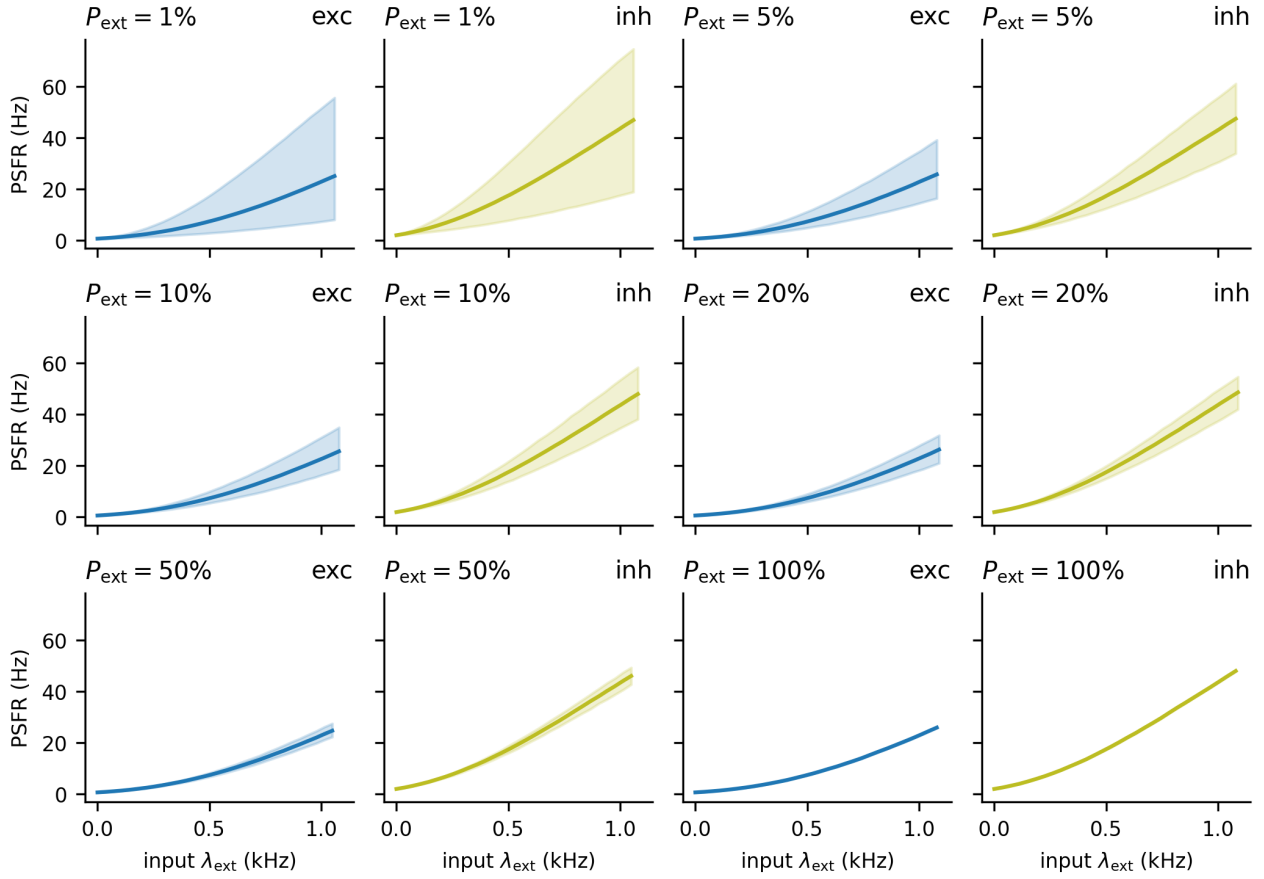 P_ext = 1% exc
P_ext = 1% inh
P_ext = 5% exc
P_ext = 5% inh
PSFR (Hz)
60
40
20
0
P_ext = 10% exc
P_ext = 10% inh
P_ext = 20% exc
P_ext = 20% inh
PSFR (Hz)
60
40
20
0
P_ext = 50% exc
P_ext = 50% inh
P_ext = 100% exc
P_ext = 100% inh
PSFR (Hz)
60
40
20
0
0.0 0.5 1.0
0.0 0.5 1.0
0.0 0.5 1.0
0.0 0.5 1.0
input λ_ext (kHz)
input λ_ext (kHz)
input λ_ext (kHz)
input λ_ext (kHz)